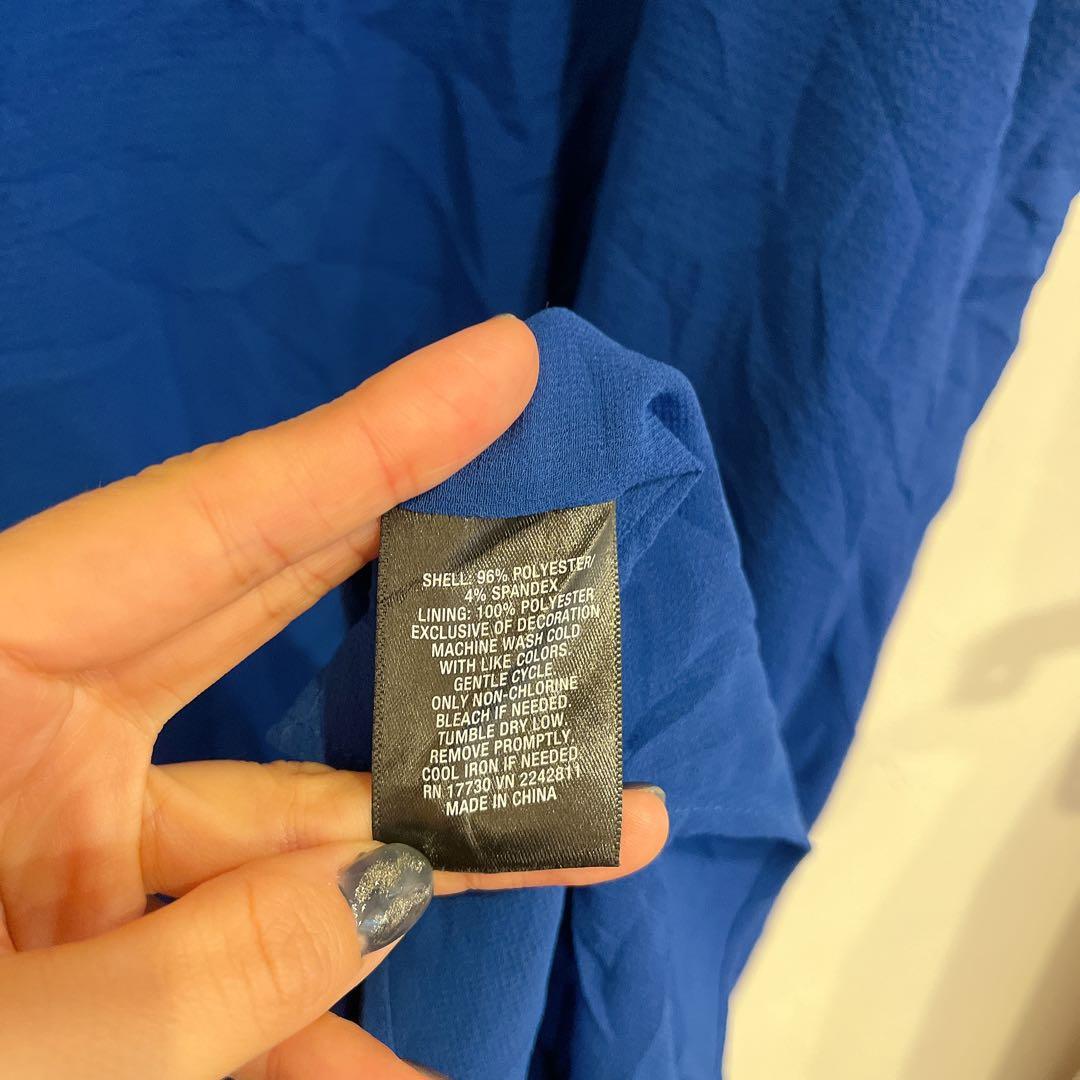 SHELL: 96% POLYESTER/
4% SPANDEX
LINING: 100% POLYESTER
EXCLUSIVE OF DECORATION
MACHINE WASH COLD
WITH LIKE COLORS.
GENTLE CYCLE.
ONLY NON-CHLORINE
BLEACH IF NEEDED.
TUMBLE DRY LOW.
REMOVE PROMPTLY.
COOL IRON IF NEEDED.
RN 17730 VN 2242811
MADE IN CHINA